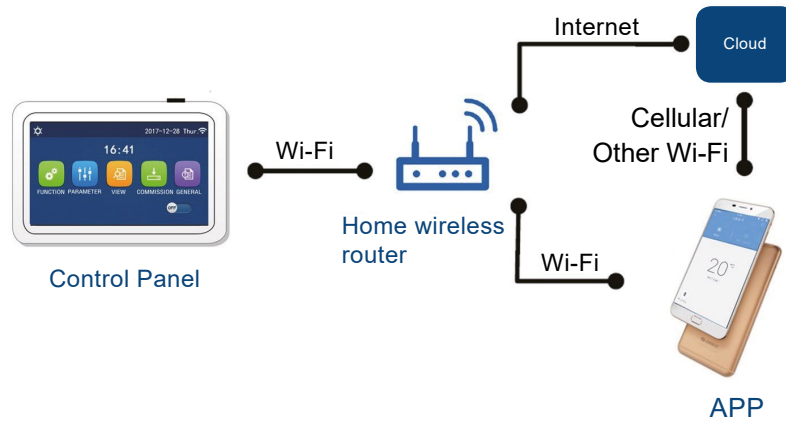 Internet
Cloud
2017-12-28 Thur.
16:41
Cellular/
Other Wi-Fi
Wi-Fi
FUNCTION PARAMETER VIEW COMMISSION GENERAL
OFF
Home wireless
router
Wi-Fi
20°C
Control Panel
APP